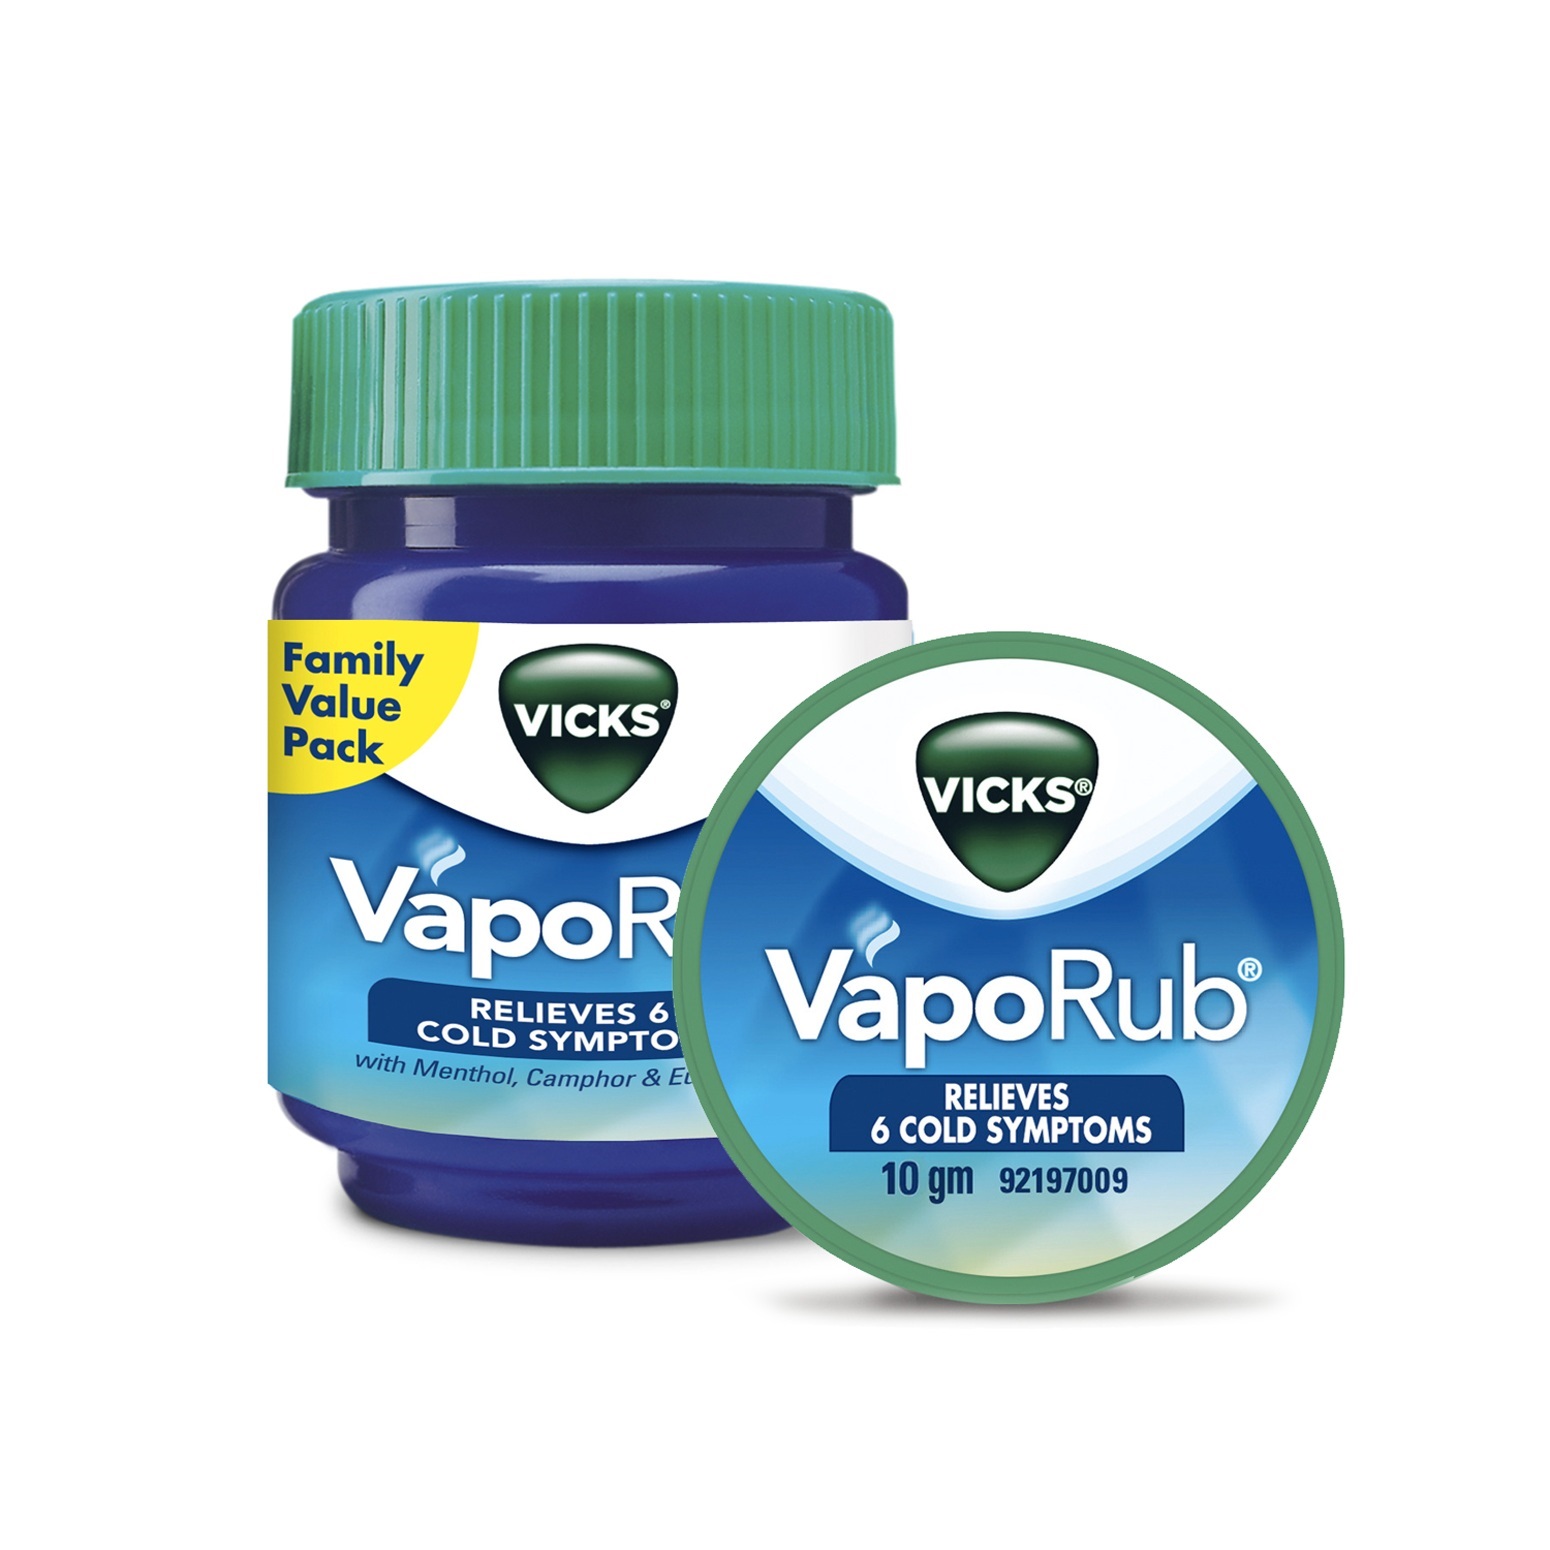 Family
Value
Pack
VICKS®
VapoR
RELIEVES 6
COLD SYMPTO
with Menthol, Camphor & Eu
VICKS®
VapoRub®
RELIEVES
6 COLD SYMPTOMS
10 gm 92197009